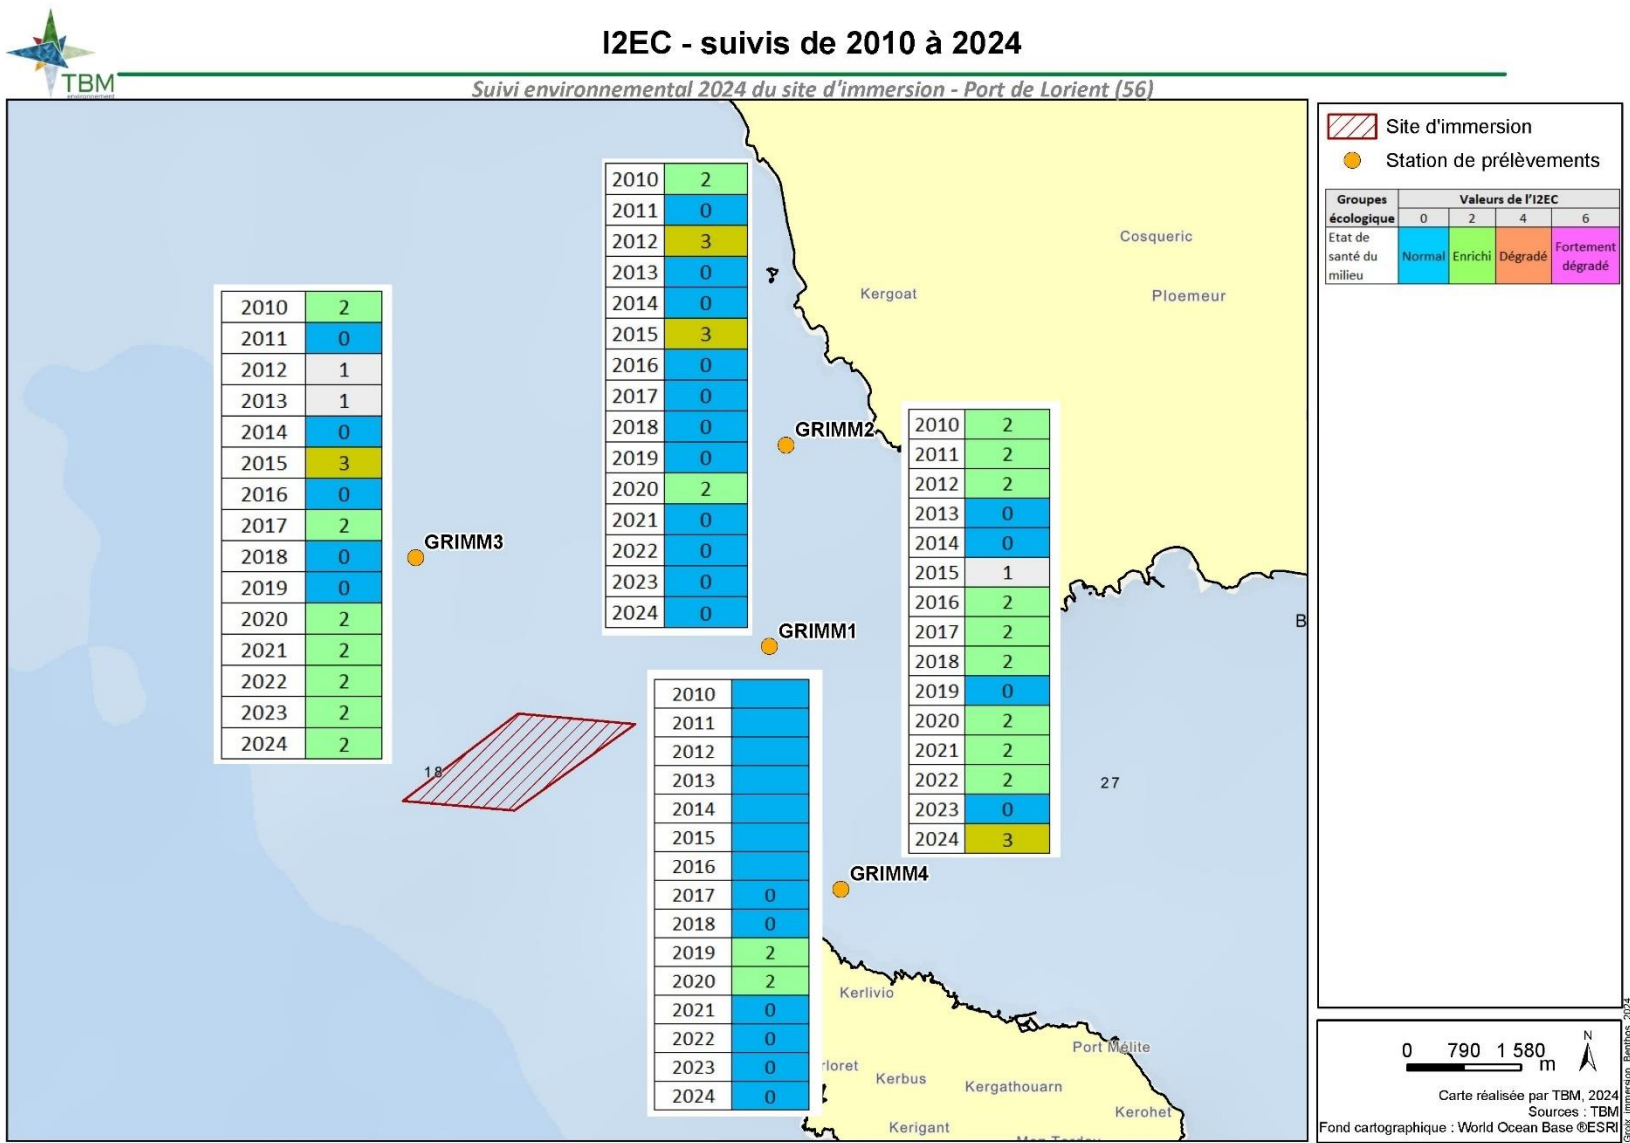 I2EC - suivis de 2010 à 2024
TBM
environnement
Suivi environnemental 2024 du site d'immersion - Port de Lorient (56)
Site d'immersion
Station de prélèvements
Groupes écologique
Valeurs de l'I2EC
0 2 4 6
Etat de santé du milieu
Normal
Enrichi
Dégradé
Fortement dégradé
2010 2
2011 0
2012 1
2013 1
2014 0
2015 3
2016 0
2017 2
2018 0
2019 0
2020 2
2021 2
2022 2
2023 2
2024 2
GRIMM3
2010 2
2011 0
2012 3
2013 0
2014 0
2015 3
2016 0
2017 0
2018 0
2019 0
2020 2
2021 0
2022 0
2023 0
2024 0
GRIMM2
GRIMM1
2010 2
2011 2
2012 2
2013 0
2014 0
2015 1
2016 2
2017 2
2018 2
2019 0
2020 2
2021 2
2022 2
2023 0
2024 3
2010
2011
2012
2013
2014
2015
2016
2017 0
2018 0
2019 2
2020 2
2021 0
2022 0
2023 0
2024 0
GRIMM4
Cosqueric
Kergoat
Ploemeur
B
18
27
Kerlivio
Port Mélite
rloret
Kerbus
Kergathouarn
Kerohet
Kerigant
0 790 1 580
m
N
Carte réalisée par TBM, 2024
Sources : TBM
Fond cartographique : World Ocean Base ®ESRI